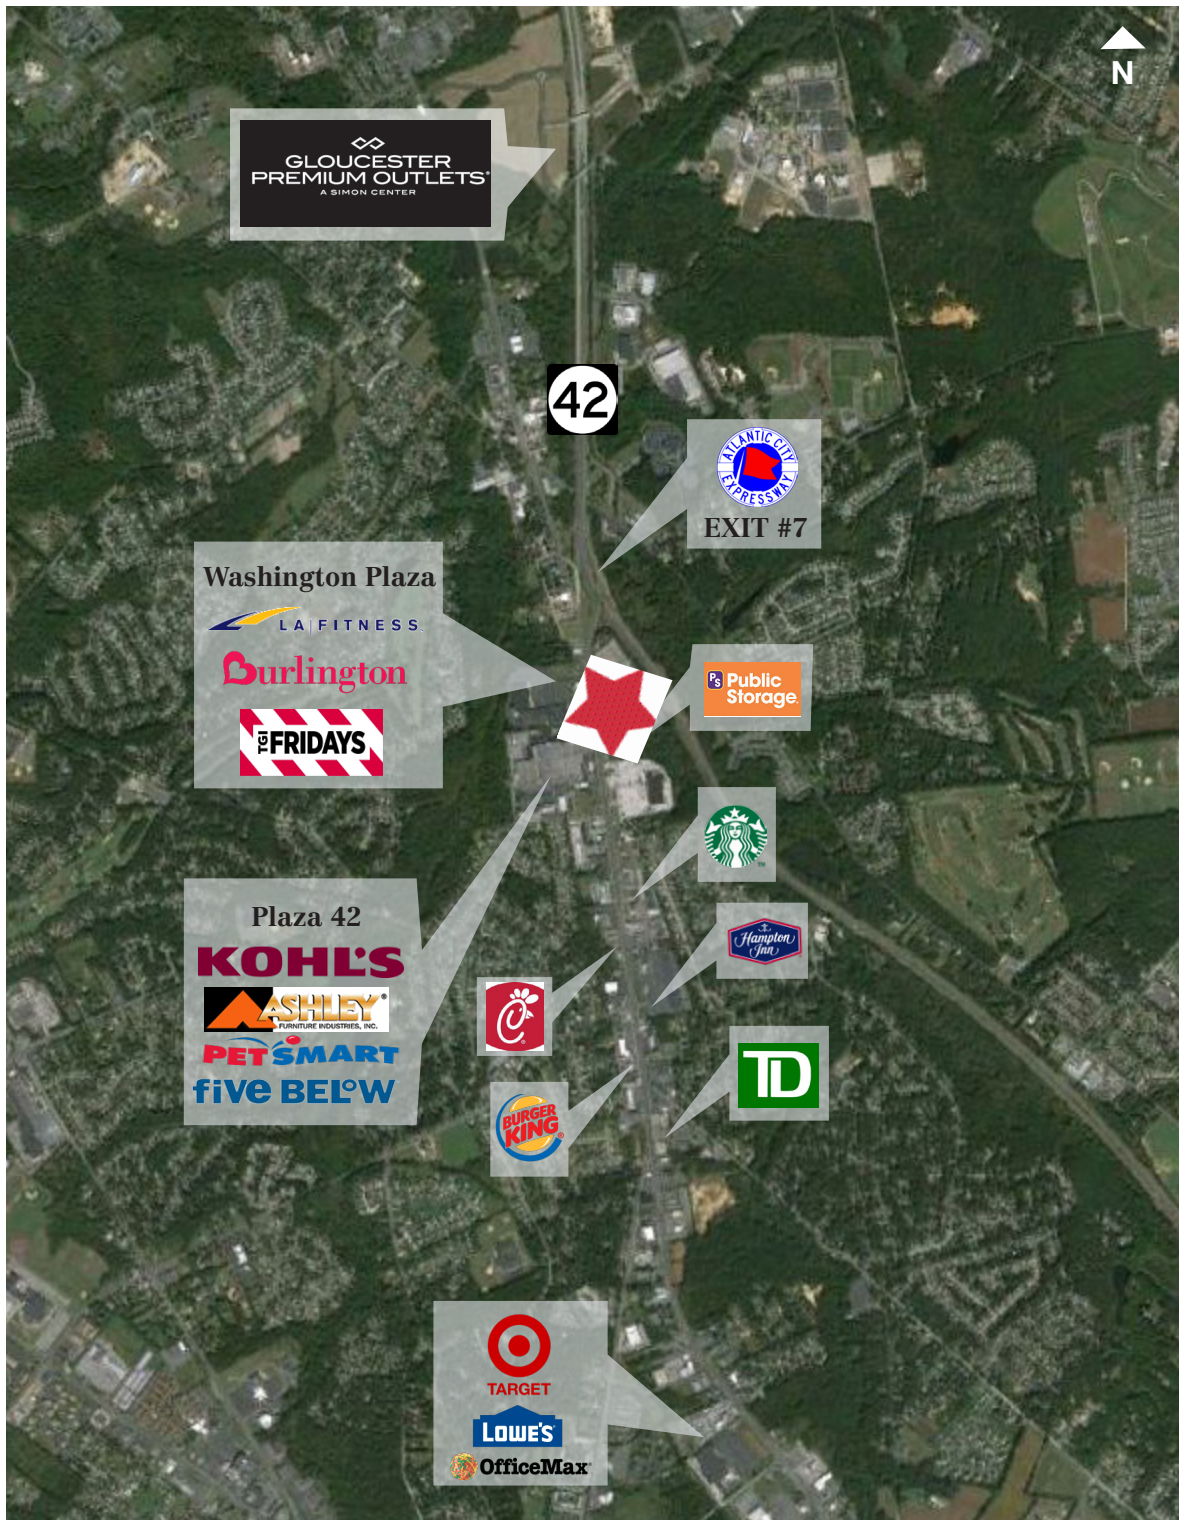 N
GLOUCESTER
PREMIUM OUTLETS®
A SIMON CENTER
42
ATLANTIC CITY
EXPRESSWAY
EXIT #7
Washington Plaza
LA|FITNESS
Burlington
TGI FRIDAYS
PS Public
Storage
Plaza 42
KOHL'S
ASHLEY®
FURNITURE INDUSTRIES, INC.
PETSMART
five BELOW
Hampton
Inn
BURGER
KING®
TD
TARGET
LOWE'S
OfficeMax®